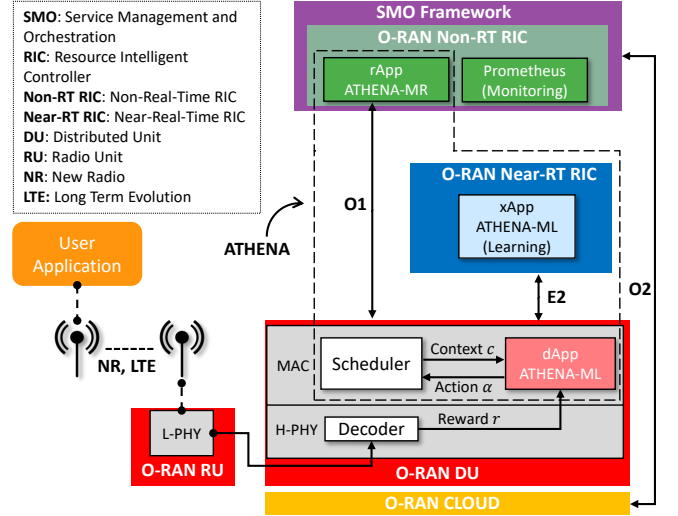 SMO: Service Management and
Orchestration
RIC: Resource Intelligent
Controller
Non-RT RIC: Non-Real-Time RIC
Near-RT RIC: Near-Real-Time RIC
DU: Distributed Unit
RU: Radio Unit
NR: New Radio
LTE: Long Term Evolution
SMO Framework
O-RAN Non-RT RIC
rApp
ATHENA-MR
Prometheus
(Monitoring)
O-RAN Near-RT RIC
xApp
ATHENA-ML
(Learning)
O1
ATHENA
User
Application
E2
O2
NR, LTE
MAC
Scheduler
Context c
Action α
dApp
ATHENA-ML
H-PHY
Decoder
Reward r
L-PHY
O-RAN RU
O-RAN DU
O-RAN CLOUD